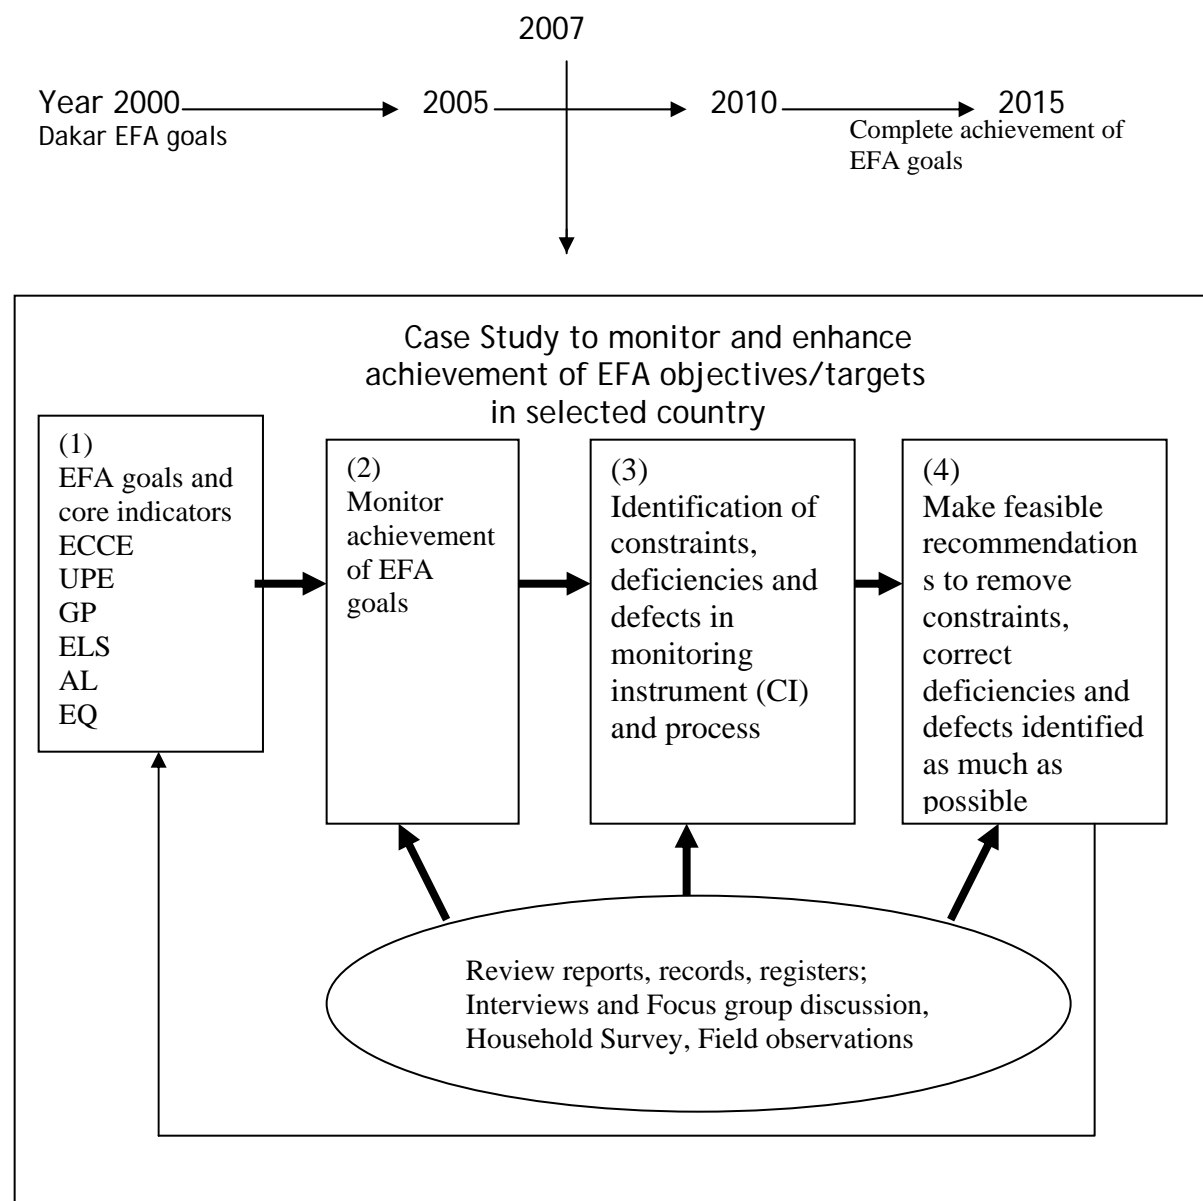 2007
Year 2000
2005
2010
2015
Dakar EFA goals
Complete achievement of
EFA goals
Case Study to monitor and enhance
achievement of EFA objectives/targets
in selected country
(1)
EFA goals and
core indicators
ECCE
UPE
GP
ELS
AL
EQ
(2)
Monitor
achievement
of EFA
goals
(3)
Identification of
constraints,
deficiencies and
defects in
monitoring
instrument (CI)
and process
(4)
Make feasible
recommendation
s to remove
constraints,
correct
deficiencies and
defects identified
as much as
possible
Review reports, records, registers;
Interviews and Focus group discussion,
Household Survey, Field observations